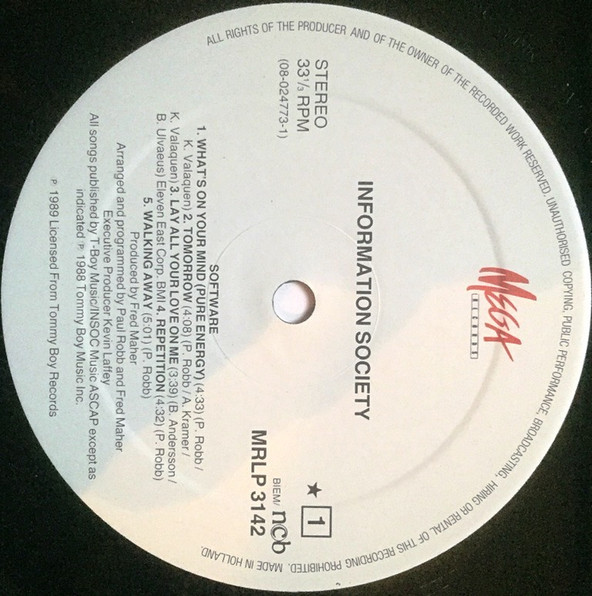 ALL RIGHTS OF THE PRODUCER AND OF THE OWNER OF THE RECORDED WORK RESERVED. UNAUTHORISED COPYING, PUBLIC PERFORMANCE, BROADCASTING, HIRING OR RENTAL OF THIS RECORDING PROHIBITED. MADE IN HOLLAND.
MEGA
RECORDS
INFORMATION SOCIETY
STEREO
33⅓ RPM
(08-024773-1)
★ 1
BIEM/ ncb
MRLP 3142
SOFTWARE
1. WHAT'S ON YOUR MIND (PURE ENERGY) (4:33) (P. Robb /
K. Valaquen) 2. TOMORROW (4:08) (P. Robb / A. Kramer /
K. Valaquen) 3. LAY ALL YOUR LOVE ON ME (3:39) (B. Andersson /
B. Ulvaeus) Eleven East Corp. BMI 4. REPETITION (4:32) (P. Robb)
5. WALKING AWAY (5:01) (P. Robb)
Produced by Fred Maher
Arranged and programmed by Paul Robb and Fred Maher
Executive Producer Kevin Laffey
All songs published by T-Boy Music/INSOC Music ASCAP except as
indicated ℗ 1988 Tommy Boy Music Inc.
℗ 1989 Licensed From Tommy Boy Records